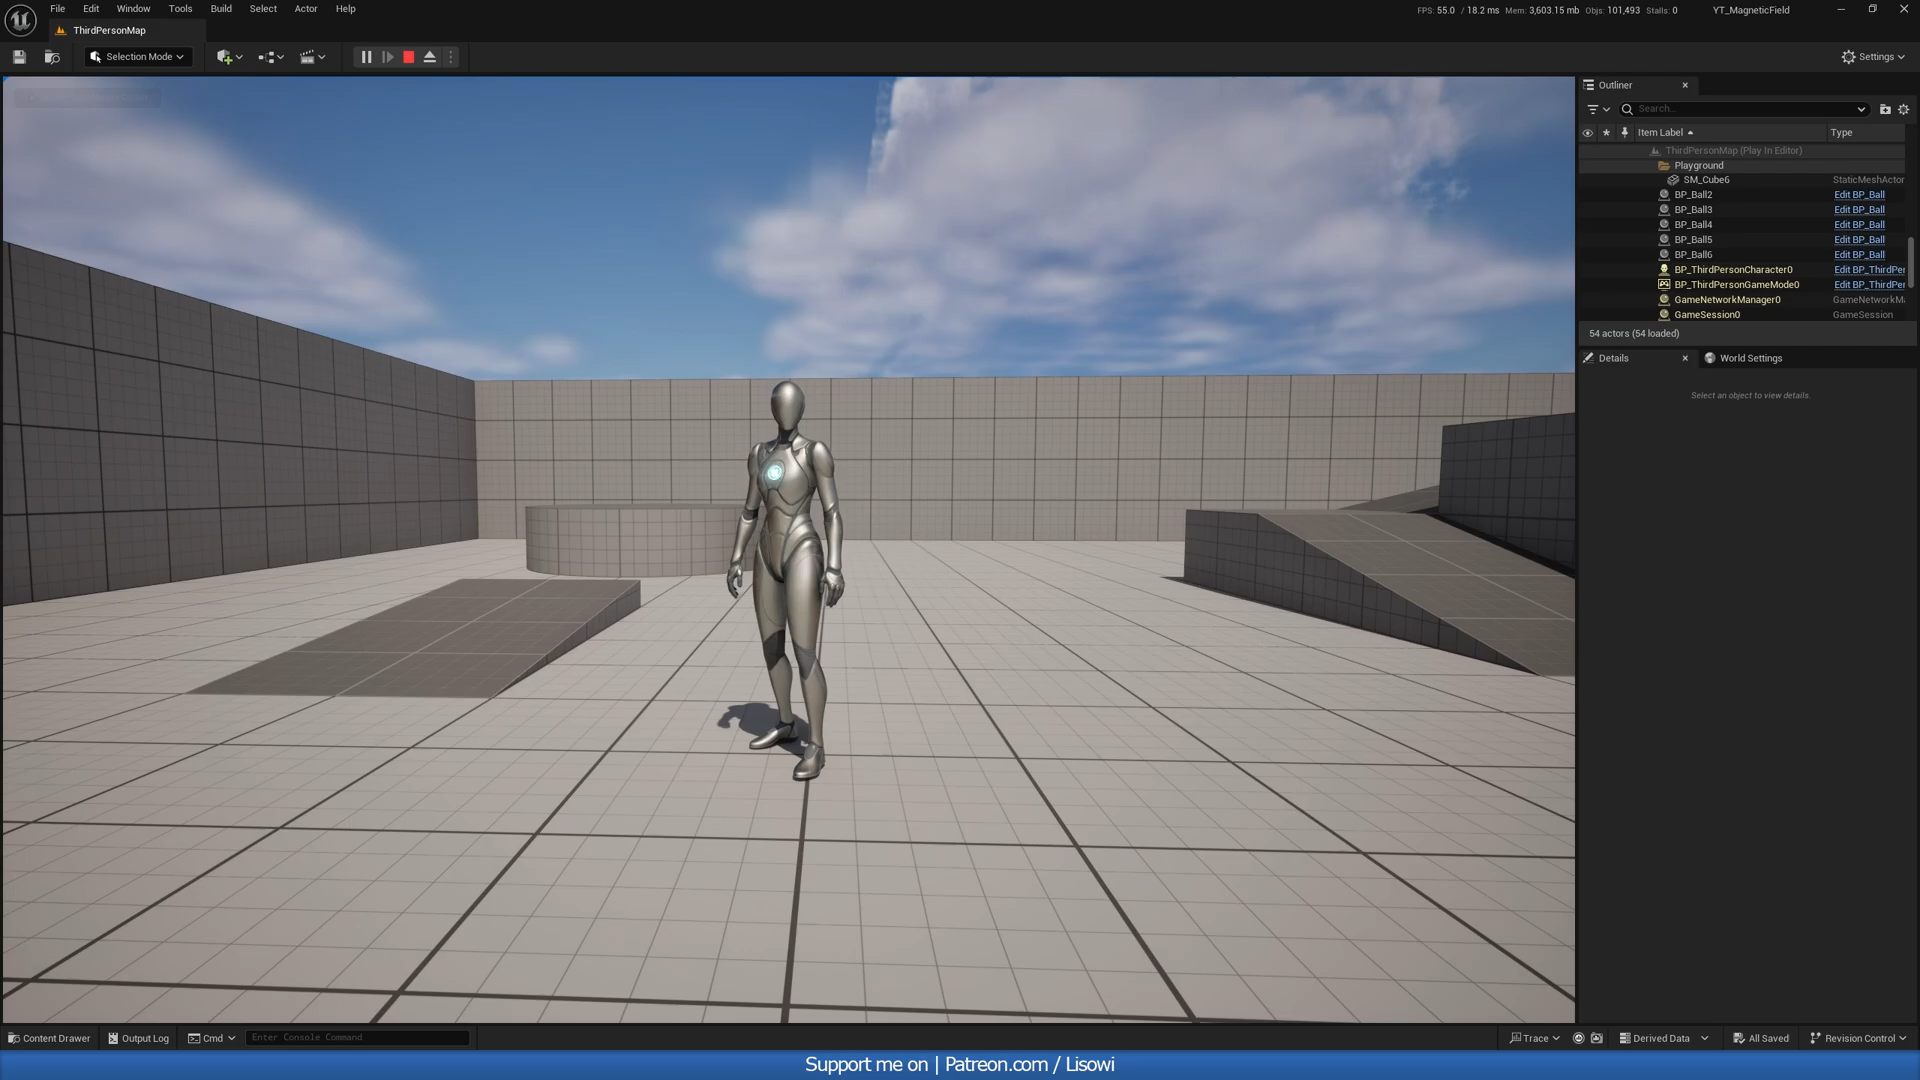 File Edit Window Tools Build Select Actor Help
FPS: 55.0 / 18.2 ms Mem: 3,603.15 mb Objs: 101,493 Stalls: 0 YT_MagneticField
ThirdPersonMap
Selection Mode
Settings
Outliner
Search...
Item Label Type
ThirdPersonMap (Play In Editor)
Playground
SM_Cube6 StaticMeshActor
BP_Ball2 Edit BP_Ball
BP_Ball3 Edit BP_Ball
BP_Ball4 Edit BP_Ball
BP_Ball5 Edit BP_Ball
BP_Ball6 Edit BP_Ball
BP_ThirdPersonCharacter0 Edit BP_ThirdPer
BP_ThirdPersonGameMode0 Edit BP_ThirdPer
GameNetworkManager0 GameNetworkM
GameSession0 GameSession
54 actors (54 loaded)
Details World Settings
Select an object to view details.
Content Drawer Output Log Cmd Enter Console Command
Trace Derived Data All Saved Revision Control
Support me on | Patreon.com / Lisowi